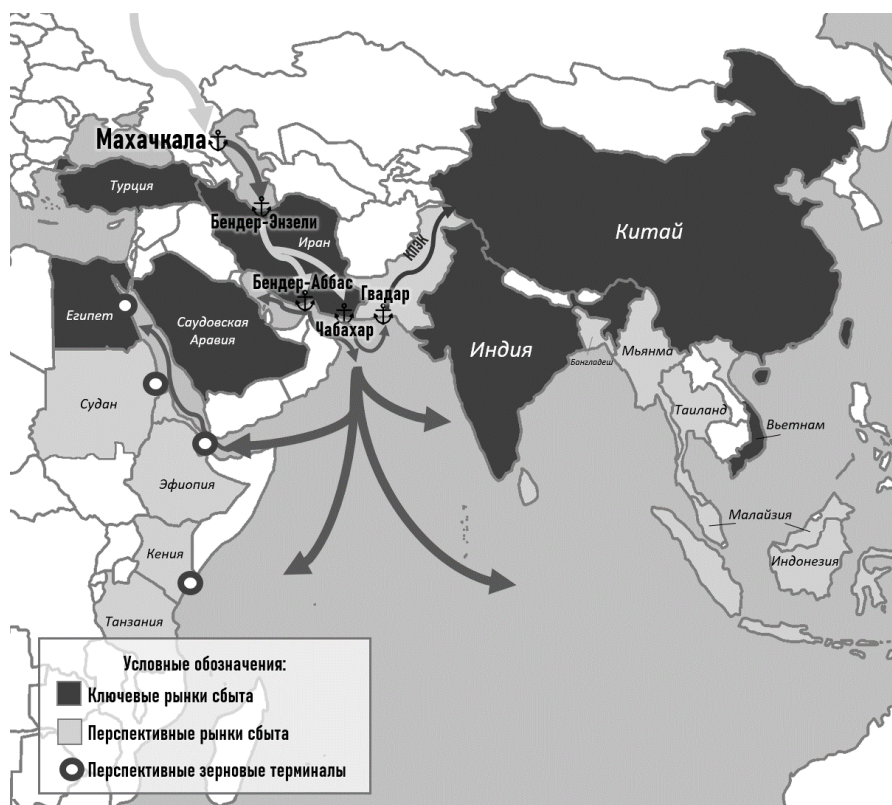 Махачкала
Турция
Бендер-Энзели
Иран
КПЭК
Китай
Бендер-Аббас
Гвадар
Чабахар
Египет
Саудовская
Аравия
Индия
Бангладеш
Мьянма
Судан
Таиланд
Вьетнам
Эфиопия
Малайзия
Кения
Индонезия
Танзания
Условные обозначения:
Ключевые рынки сбыта
Перспективные рынки сбыта
Перспективные зерновые терминалы